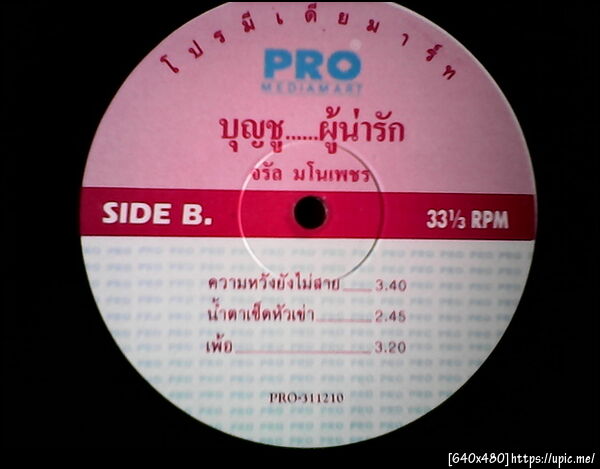 โปรมีเดียมาร์ท
PRO
MEDIAMART
บุญชู......ผู้น่ารัก
จรัล มโนเพชร
SIDE B.
33⅓ RPM
ความหวังยังไม่สาย 3.40
น้ำตาเช็ดหัวเข่า 2.45
เพ้อ 3.20
PRO-311210
[640x480]https://upic.me/